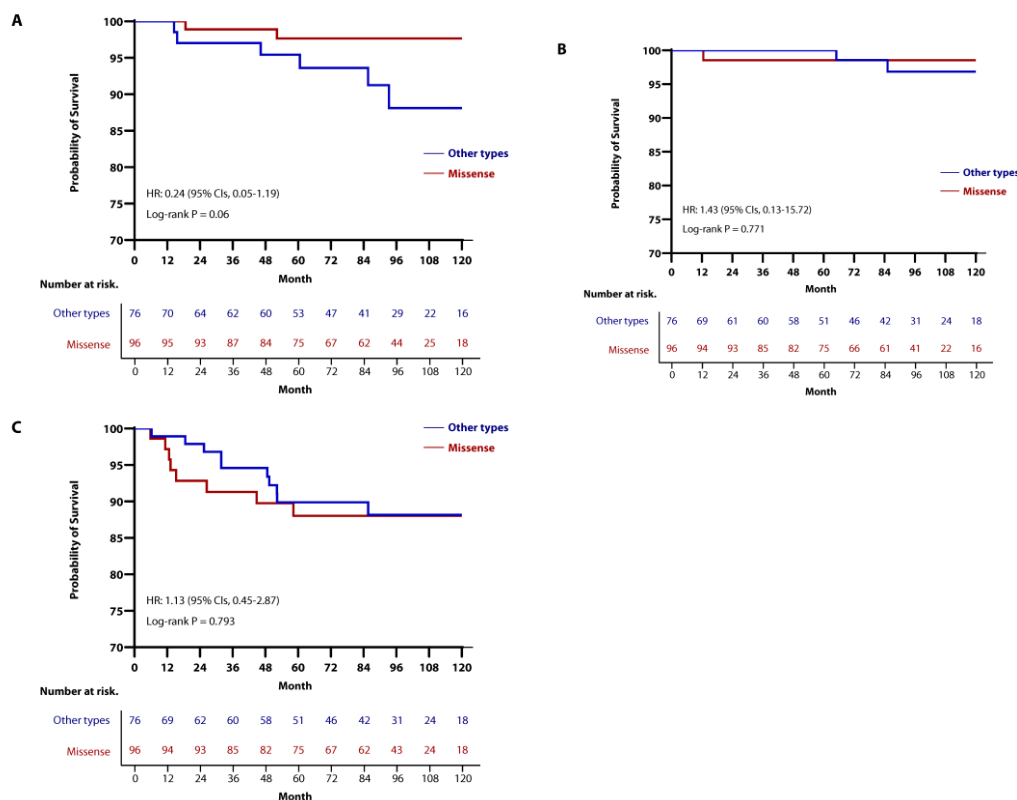 A
100
95
90
85
80
75
70
Probability of Survival
Other types
Missense
HR: 0.24 (95% CIs, 0.05-1.19)
Log-rank P = 0.06
0 12 24 36 48 60 72 84 96 108 120
Month
Number at risk.
Other types 76 70 64 62 60 53 47 41 29 22 16
Missense 96 95 93 87 84 75 67 62 44 25 18
0 12 24 36 48 60 72 84 96 108 120
Month
B
100
95
90
85
80
75
70
Probability of Survival
Other types
Missense
HR: 1.43 (95% CIs, 0.13-15.72)
Log-rank P = 0.771
0 12 24 36 48 60 72 84 96 108 120
Month
Number at risk.
Other types 76 69 61 60 58 51 46 42 31 24 18
Missense 96 94 93 85 82 75 66 61 41 22 16
0 12 24 36 48 60 72 84 96 108 120
Month
C
100
95
90
85
80
75
70
Probability of Survival
Other types
Missense
HR: 1.13 (95% CIs, 0.45-2.87)
Log-rank P = 0.793
0 12 24 36 48 60 72 84 96 108 120
Month
Number at risk.
Other types 76 69 62 60 58 51 46 42 31 24 18
Missense 96 94 93 85 82 75 67 62 43 24 18
0 12 24 36 48 60 72 84 96 108 120
Month